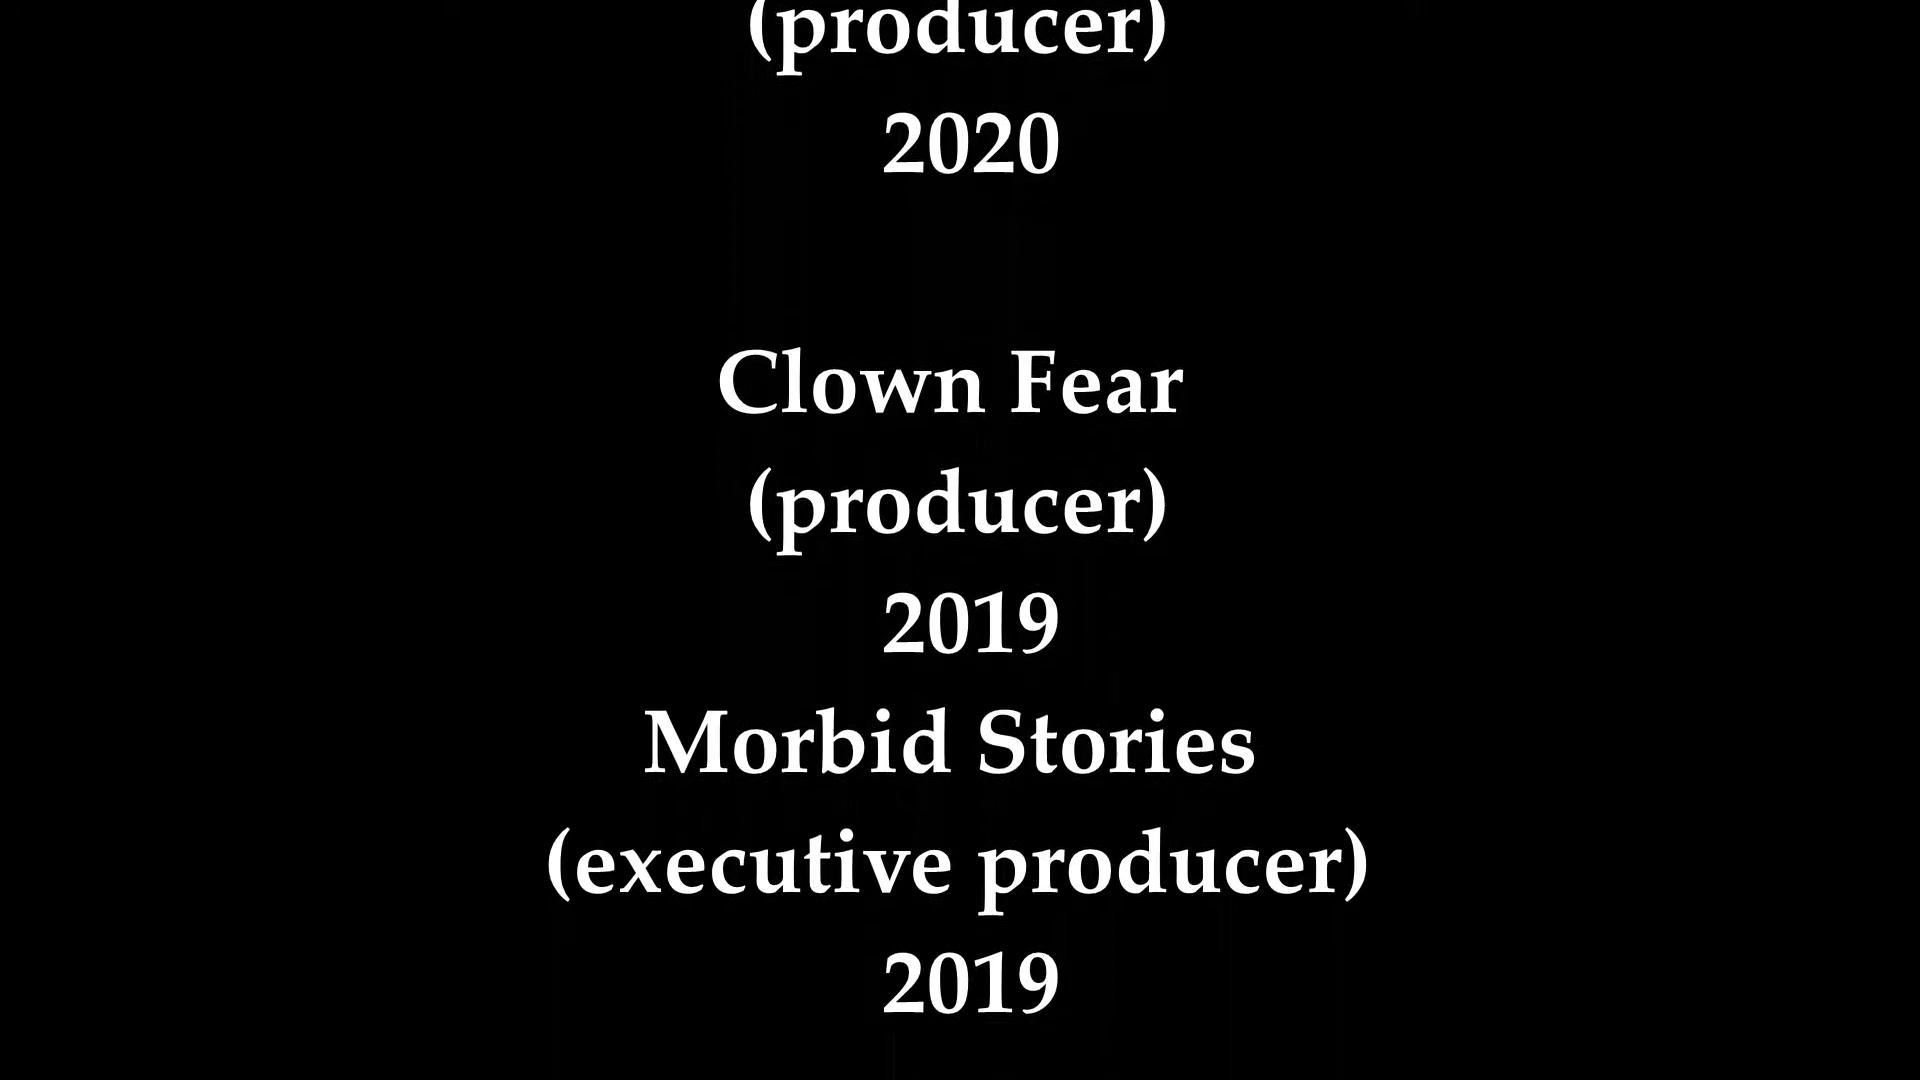 (producer)
2020
Clown Fear
(producer)
2019
Morbid Stories
(executive producer)
2019